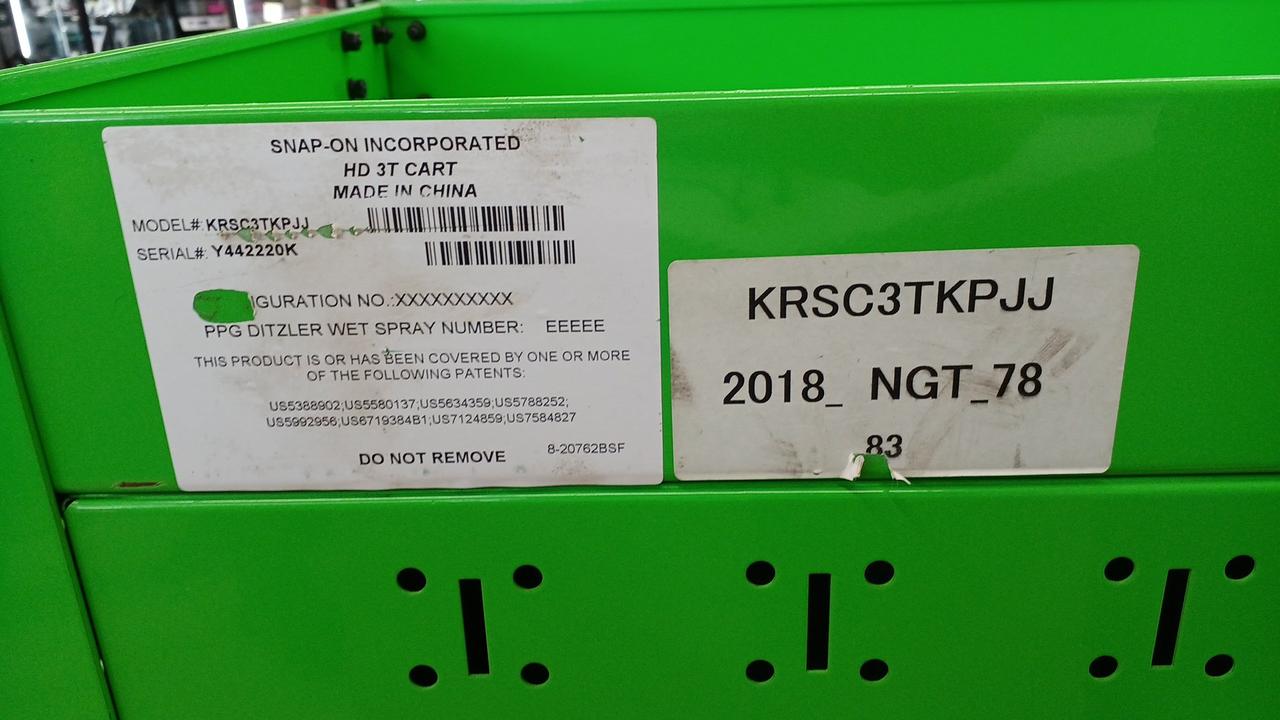 SNAP-ON INCORPORATED
HD 3T CART
MADE IN CHINA
MODEL#: KRSC3TKPJJ
SERIAL#: Y442220K
IGURATION NO.:XXXXXXXXXX
PPG DITZLER WET SPRAY NUMBER: EEEEE
THIS PRODUCT IS OR HAS BEEN COVERED BY ONE OR MORE
OF THE FOLLOWING PATENTS:
US5388902;US5580137;US5634359;US5788252;
US5992956;US6719384B1;US7124859;US7584827
DO NOT REMOVE 8-20762BSF
KRSC3TKPJJ
2018_ NGT_78
83